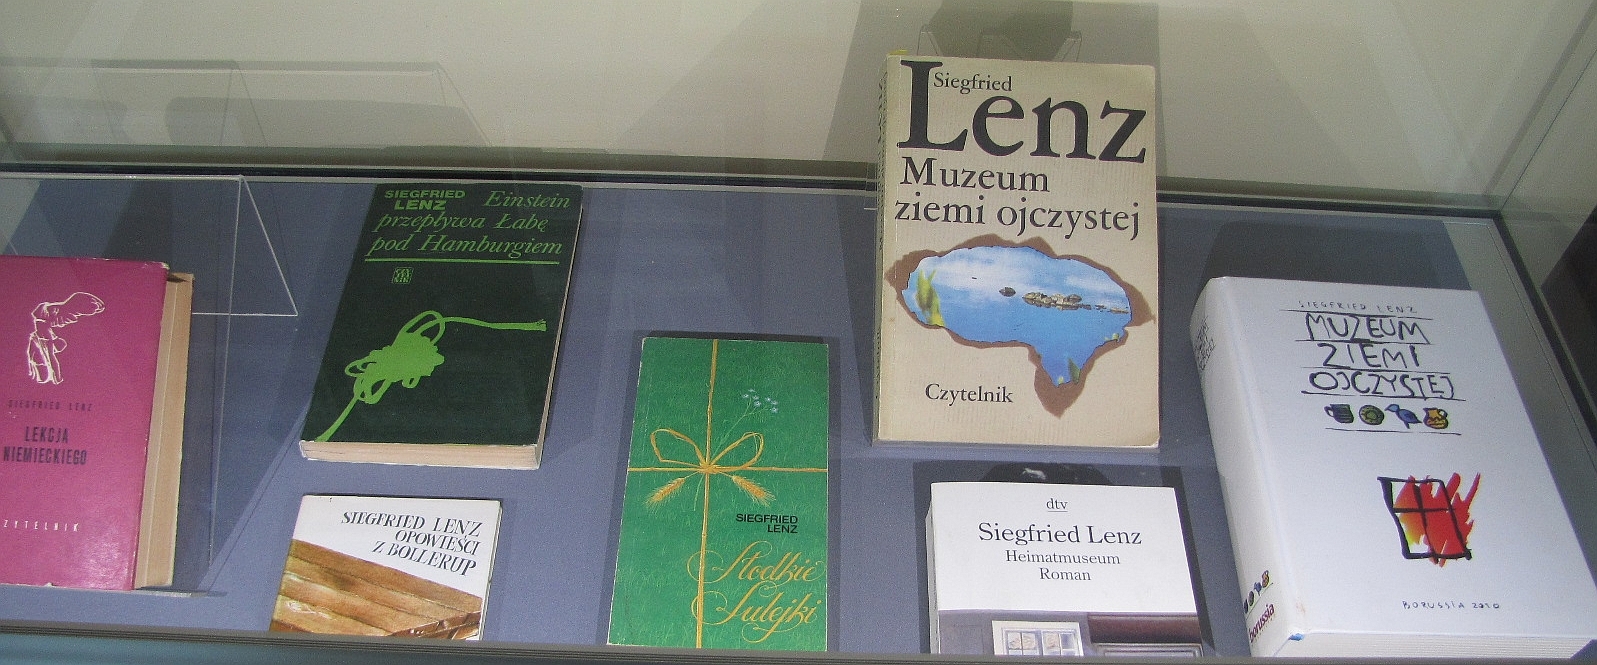 SIEGFRIED LENZ
LEKCJA
NIEMIECKIEGO
ZYTELNIK
SIEGFRIED
LENZ
Einstein
przepływa Łabę
pod Hamburgiem
SIEGFRIED LENZ
OPOWIEŚCI
Z BOLLERUP
SIEGFRIED
LENZ
Słodkie
Sulejki
Siegfried
Lenz
Muzeum
ziemi ojczystej
Czytelnik
dtv
Siegfried Lenz
Heimatmuseum
Roman
SIEGFRIED LENZ
MUZEUM
ZIEMI
OJCZYSTEJ
BORUSSIA 2010
borussia